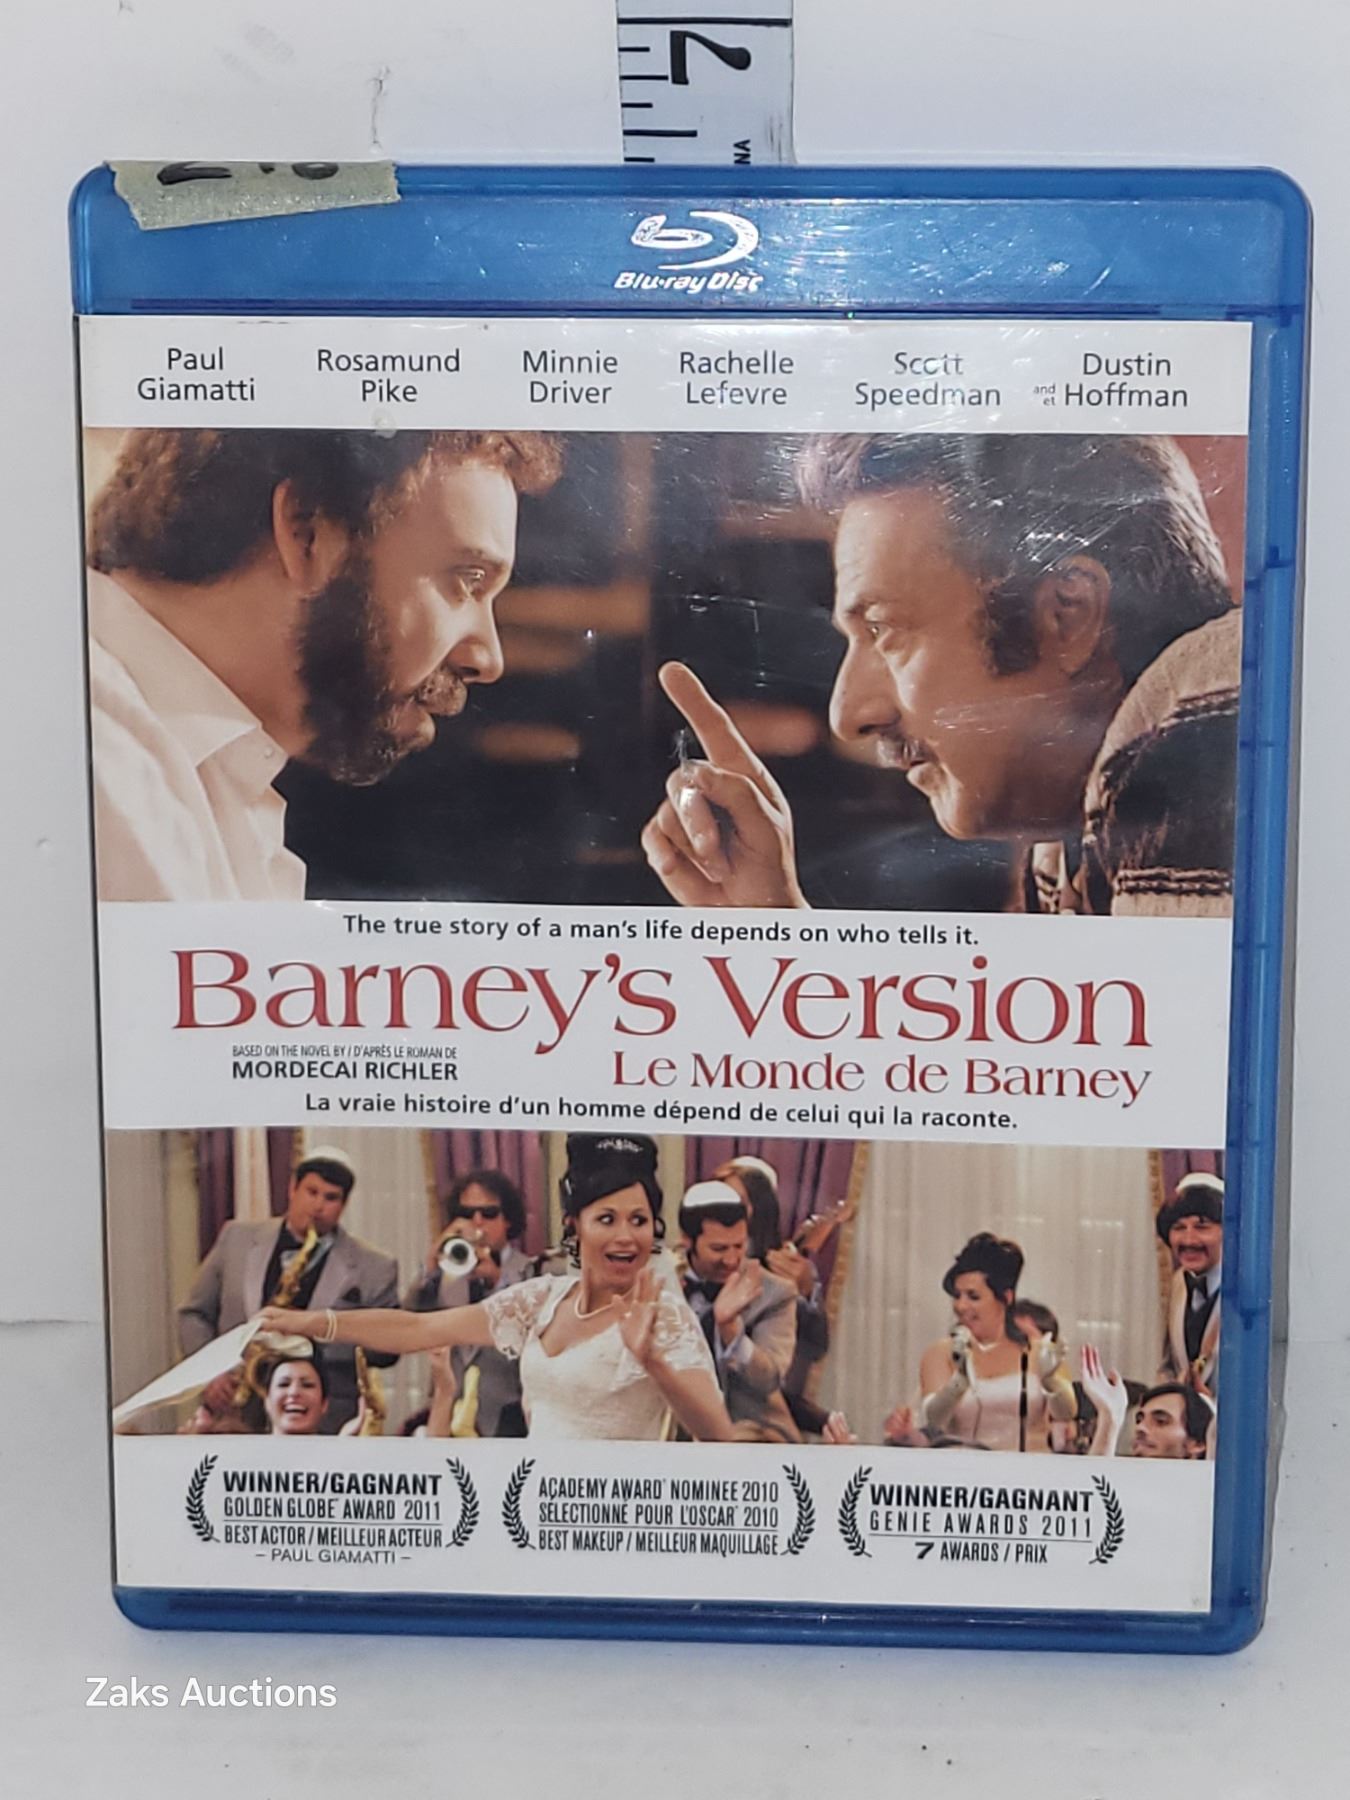 2
NA
Blu-ray Disc
Paul Giamatti
Rosamund Pike
Minnie Driver
Rachelle Lefevre
Scott Speedman
and et Dustin Hoffman
The true story of a man's life depends on who tells it.
Barney's Version
BASED ON THE NOVEL BY / D'APRÈS LE ROMAN DE
MORDECAI RICHLER
Le Monde de Barney
La vraie histoire d'un homme dépend de celui qui la raconte.
WINNER/GAGNANT
GOLDEN GLOBE® AWARD 2011
BEST ACTOR / MEILLEUR ACTEUR
– PAUL GIAMATTI –
ACADEMY AWARD® NOMINEE 2010
SÉLECTIONNÉ POUR L'OSCAR® 2010
BEST MAKEUP / MEILLEUR MAQUILLAGE
WINNER/GAGNANT
GENIE AWARDS 2011
7 AWARDS / PRIX
Zaks Auctions